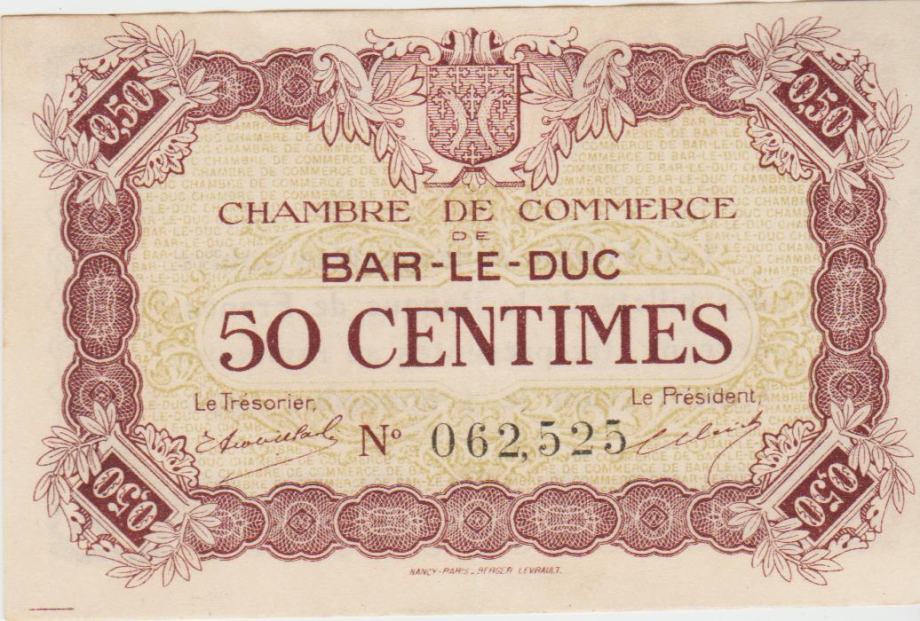 0,50 0,50
CHAMBRE DE COMMERCE
DE
BAR-LE-DUC
50 CENTIMES
Le Trésorier, Le Président,
Nº 062,525
0,50 0,50
NANCY-PARIS _ BERGER LEVRAULT.